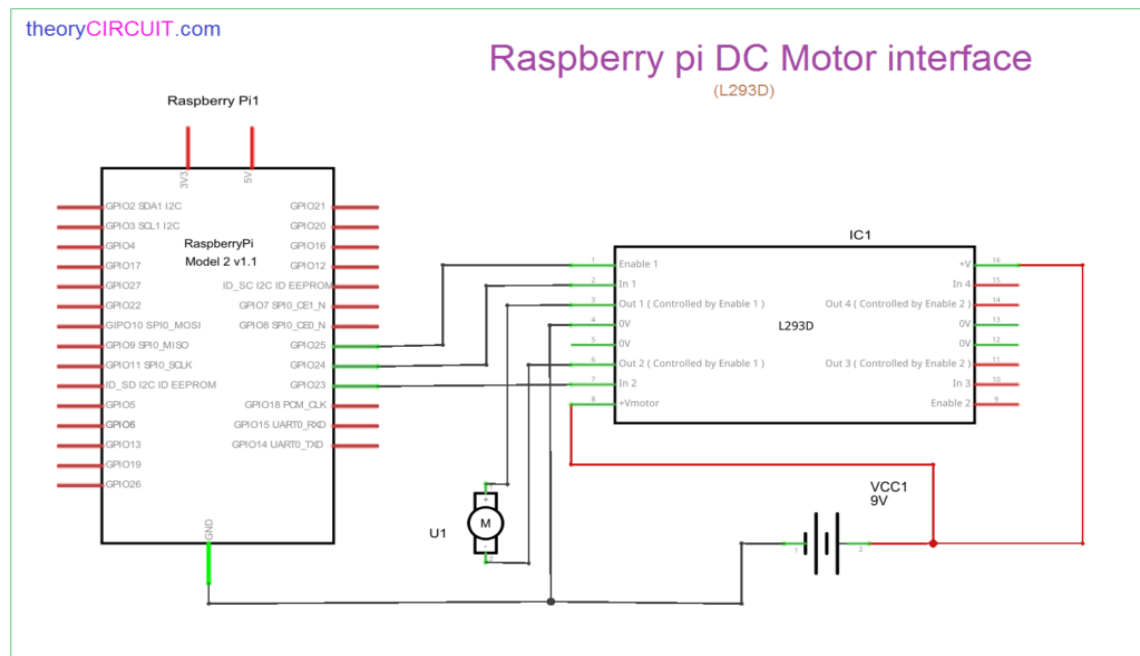 theoryCIRCUIT.com
Raspberry pi DC Motor interface
(L293D)
Raspberry Pi1
3V3
5V
GPIO2 SDA1 I2C
GPIO3 SCL1 I2C
GPIO4
GPIO17
GPIO27
GPIO22
GIPO10 SPI0_MOSI
GPIO9 SPI0_MISO
GPIO11 SPI0_SCLK
ID_SD I2C ID EEPROM
GPIO5
GPIO6
GPIO13
GPIO19
GPIO26
RaspberryPi
Model 2 v1.1
GPIO21
GPIO20
GPIO16
GPIO12
ID_SC I2C ID EEPROM
GPIO7 SPI0_CE1_N
GPIO8 SPI0_CE0_N
GPIO25
GPIO24
GPIO23
GPIO18 PCM_CLK
GPIO15 UART0_RXD
GPIO14 UART0_TXD
GND
IC1
L293D
1 Enable 1
2 In 1
3 Out 1 ( Controlled by Enable 1 )
4 0V
5 0V
6 Out 2 ( Controlled by Enable 1 )
7 In 2
8 +Vmotor
+V 16
In 4 15
Out 4 ( Controlled by Enable 2 ) 14
0V 13
0V 12
Out 3 ( Controlled by Enable 2 ) 11
In 3 10
Enable 2 9
U1
1
+
M
-
2
VCC1
9V
1
2